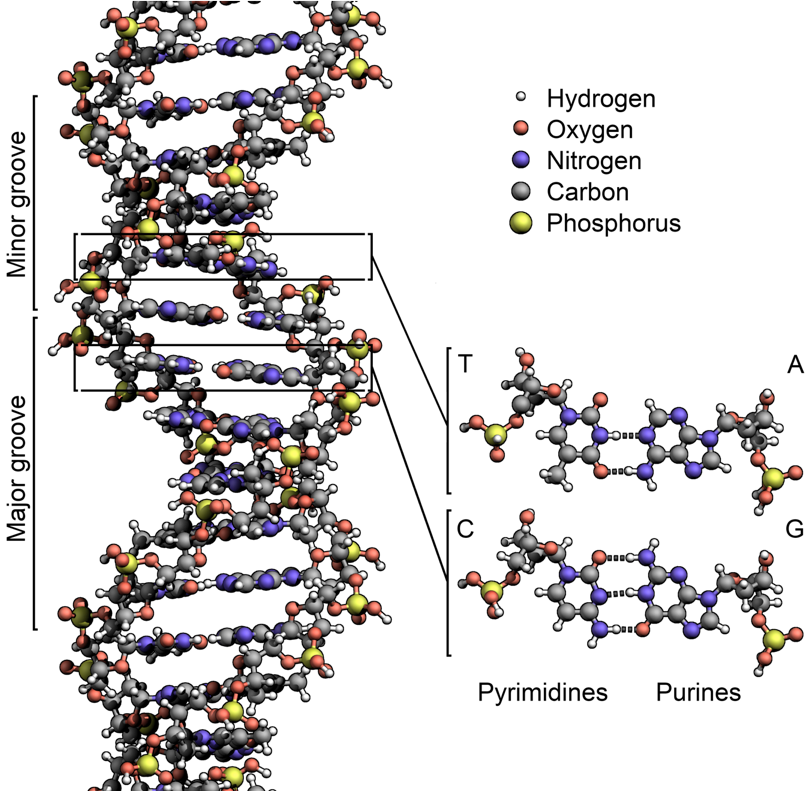 Minor groove
Major groove
Hydrogen
Oxygen
Nitrogen
Carbon
Phosphorus
T
A
C
G
Pyrimidines
Purines